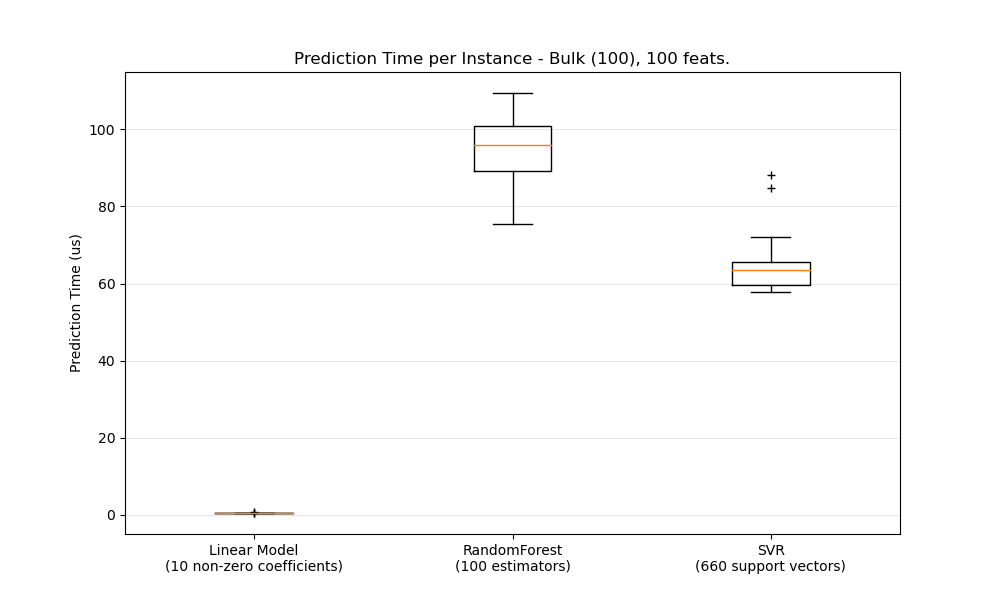 Prediction Time per Instance - Bulk (100), 100 feats.
Prediction Time (us)
100
80
60
40
20
0
Linear Model
(10 non-zero coefficients)
RandomForest
(100 estimators)
SVR
(660 support vectors)